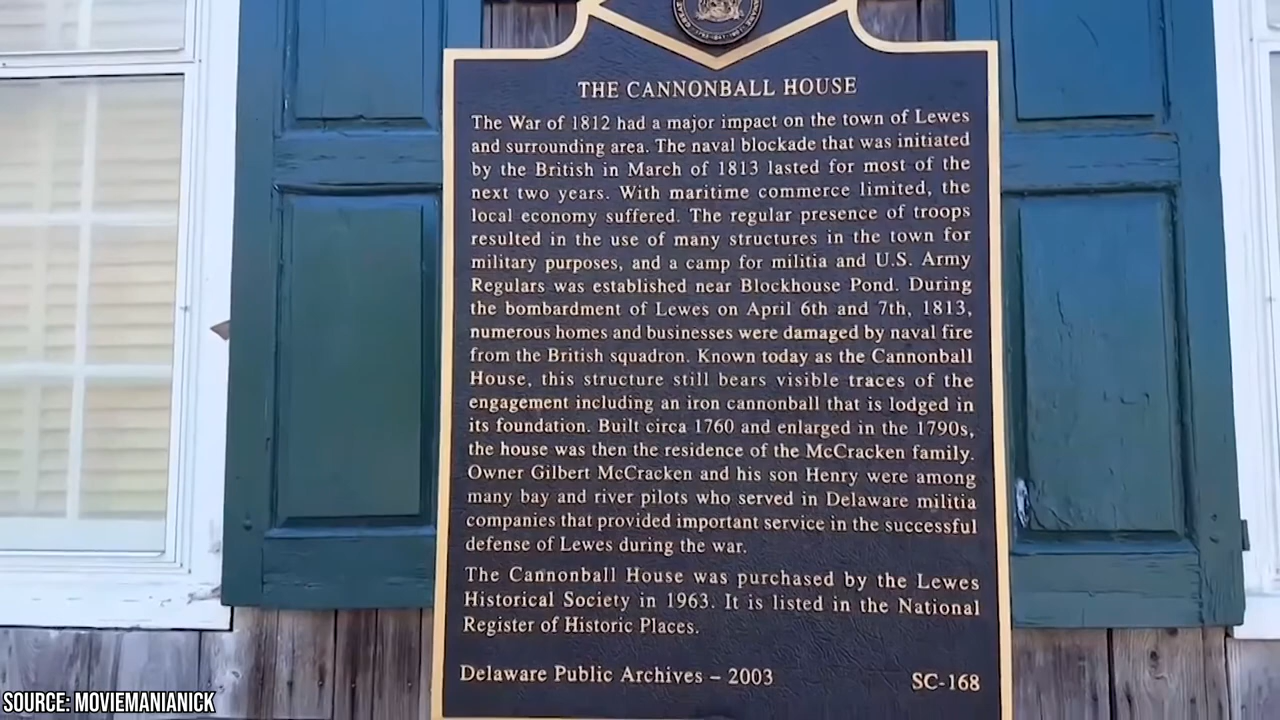 THE CANNONBALL HOUSE
The War of 1812 had a major impact on the town of Lewes
and surrounding area. The naval blockade that was initiated
by the British in March of 1813 lasted for most of the
next two years. With maritime commerce limited, the
local economy suffered. The regular presence of troops
resulted in the use of many structures in the town for
military purposes, and a camp for militia and U.S. Army
Regulars was established near Blockhouse Pond. During
the bombardment of Lewes on April 6th and 7th, 1813,
numerous homes and businesses were damaged by naval fire
from the British squadron. Known today as the Cannonball
House, this structure still bears visible traces of the
engagement including an iron cannonball that is lodged in
its foundation. Built circa 1760 and enlarged in the 1790s,
the house was then the residence of the McCracken family.
Owner Gilbert McCracken and his son Henry were among
many bay and river pilots who served in Delaware militia
companies that provided important service in the successful
defense of Lewes during the war.
The Cannonball House was purchased by the Lewes
Historical Society in 1963. It is listed in the National
Register of Historic Places.
Delaware Public Archives – 2003 SC-168
SOURCE: MOVIEMANIANICK